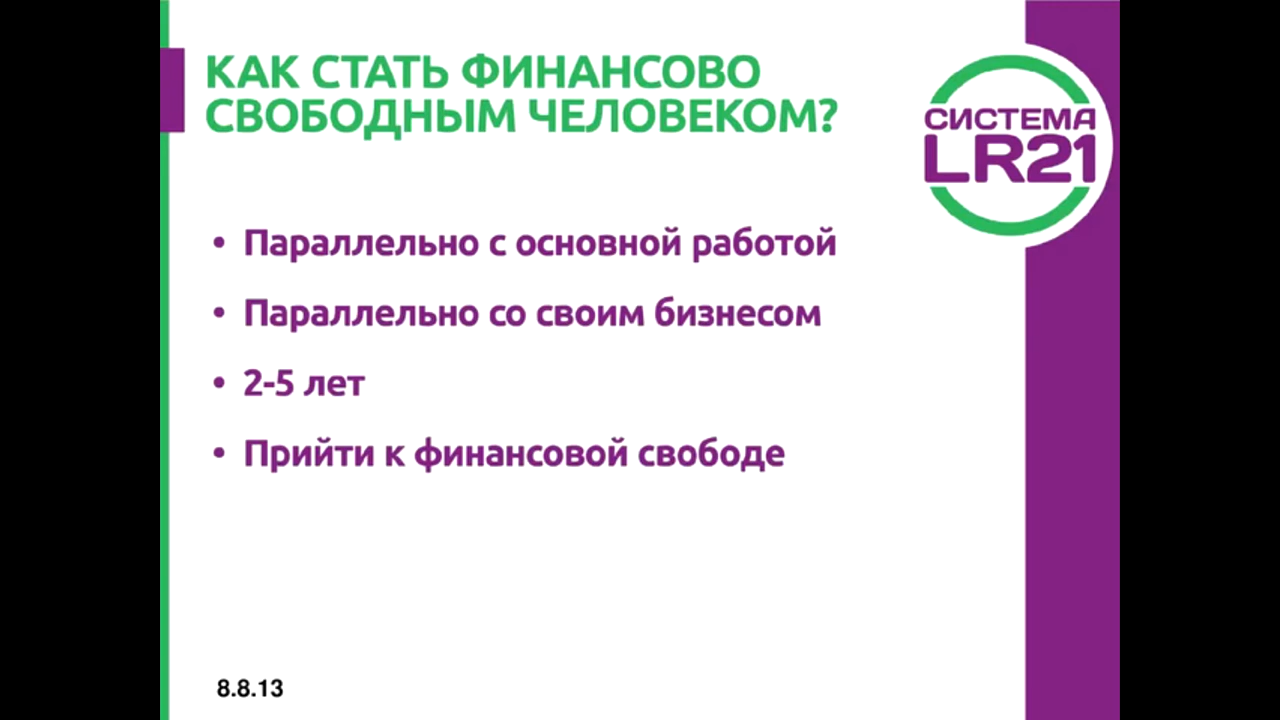 КАК СТАТЬ ФИНАНСОВО
СВОБОДНЫМ ЧЕЛОВЕКОМ?
СИСТЕМА
LR21
• Параллельно с основной работой
• Параллельно со своим бизнесом
• 2-5 лет
• Прийти к финансовой свободе
8.8.13